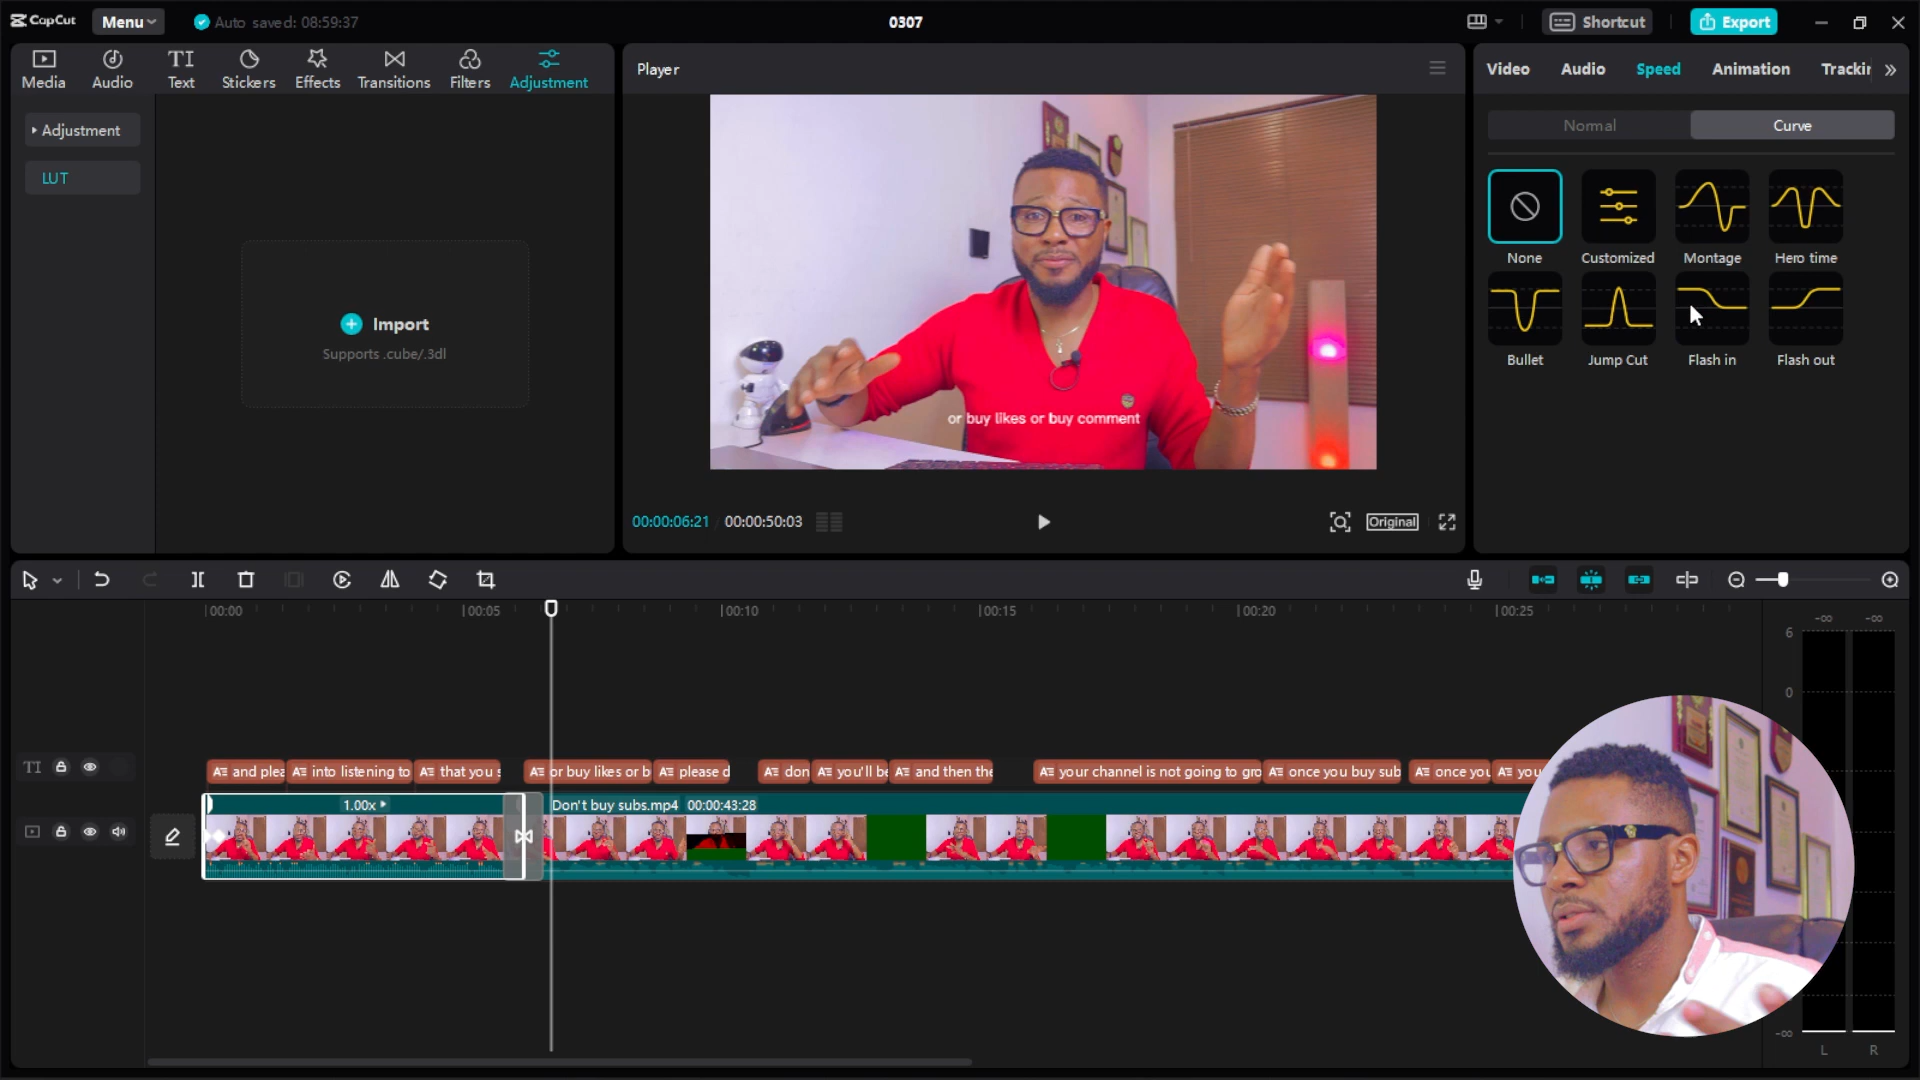 CapCut
Menu
Auto saved: 08:59:37
0307
Shortcut
Export
Media
Audio
TI
Text
Stickers
Effects
Transitions
Filters
Adjustment
Adjustment
LUT
Import
Supports .cube/.3dl
Player
or buy likes or buy comment
00:00:06:21
00:00:50:03
Original
Video
Audio
Speed
Animation
Trackir
Normal
Curve
None
Customized
Montage
Hero time
Bullet
Jump Cut
Flash in
Flash out
00:00
00:05
00:10
00:15
00:20
00:25
TI
and plea
into listening to
that you s
or buy likes or b
please d
don
you'll be
and then the
your channel is not going to gro
once you buy sub
once you
you
1.00x
Don't buy subs.mp4 00:00:43:28
-∞
-∞
6
0
-∞
L
R